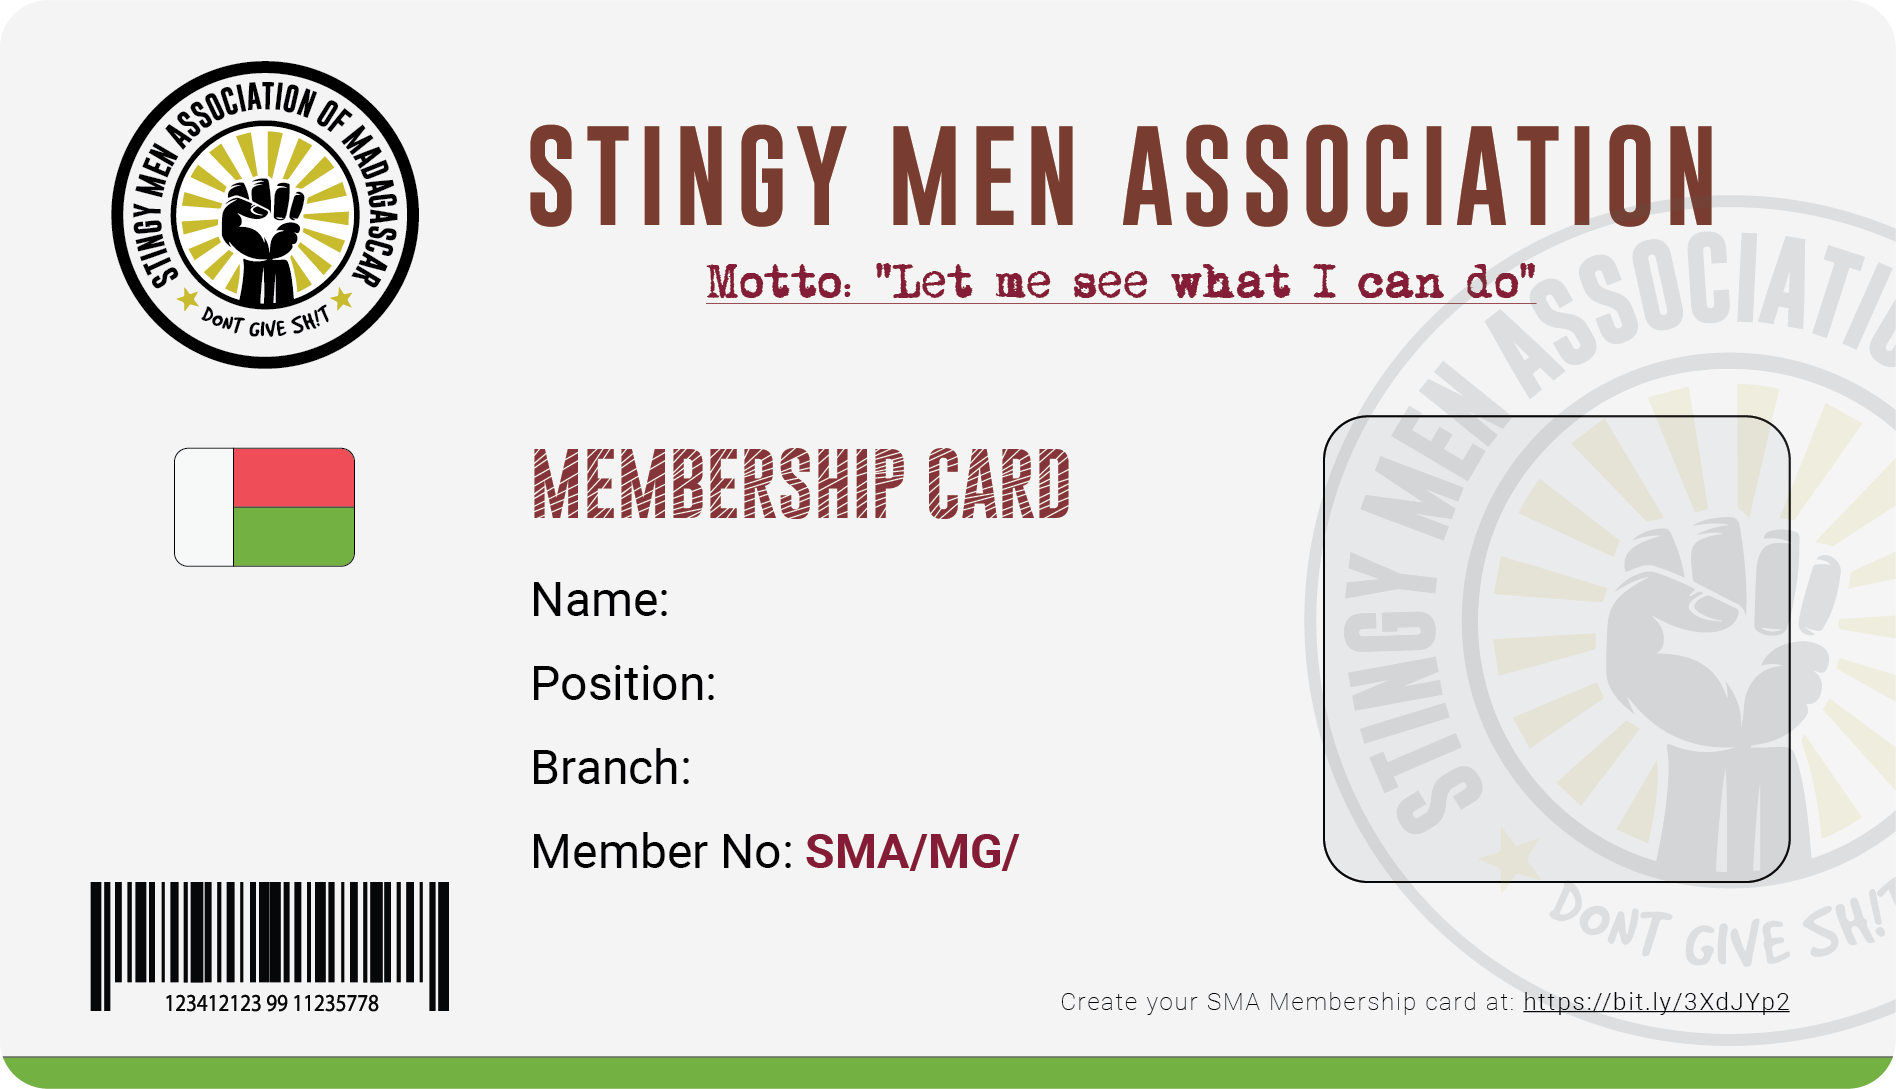 STINGY MEN ASSOCIATION OF MADAGASCAR
DONT GIVE SH!T
STINGY MEN ASSOCIATION
Motto: "Let me see what I can do"
MEMBERSHIP CARD
Name:
Position:
Branch:
Member No: SMA/MG/
123412123 99 11235778
STINGY MEN ASSOCIATIO
DONT GIVE SH!T
Create your SMA Membership card at: https://bit.ly/3XdJYp2